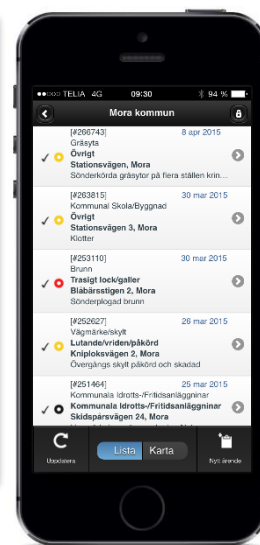 TELIA 4G 09:30 94 %
Mora kommun
[#266743] 8 apr 2015
Gräsyta
Övrigt
Stationsvägen, Mora
Sönderkörda gräsytor på flera ställen krin...
[#263815] 30 mar 2015
Kommunal Skola/Byggnad
Övrigt
Stationsvägen 3, Mora
Klotter
[#253110] 30 mar 2015
Brunn
Trasigt lock/galler
Blåbärsstigen 2, Mora
Sönderplogad brunn
[#252627] 26 mar 2015
Vägmärke/skylt
Lutande/vriden/påkörd
Kniploksvägen 2, Mora
Övergångs skylt påkörd och skadad
[#251464] 25 mar 2015
Kommunala Idrotts-/Fritidsanläggninar
Kommunala Idrotts-/Fritidsanläggninar
Skidspårsvägen 24, Mora
Uppdatera
Lista Karta
Nytt ärende